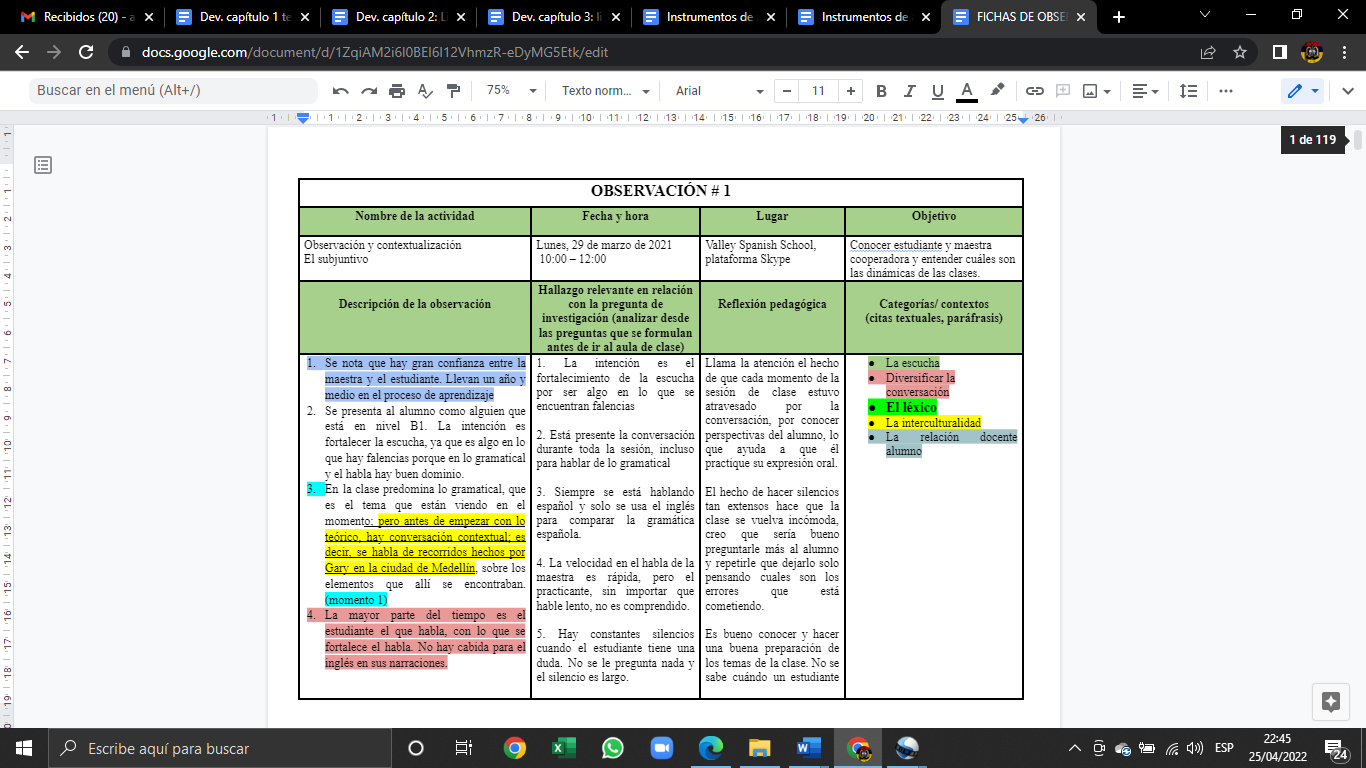 Recibidos (20) - a
Dev. capítulo 1 te
Dev. capítulo 2: L
Dev. capítulo 3: li
Instrumentos de
Instrumentos de
FICHAS DE OBSE
docs.google.com/document/d/1ZqiAM2i6I0BEI6I12VhmzR-eDyMG5Etk/edit
Buscar en el menú (Alt+/)
75%
Texto norm...
Arial
11
1 de 119
OBSERVACIÓN # 1
Nombre de la actividad
Fecha y hora
Lugar
Objetivo
Observación y contextualización
El subjuntivo
Lunes, 29 de marzo de 2021
10:00 – 12:00
Valley Spanish School,
plataforma Skype
Conocer estudiante y maestra
cooperadora y entender cuáles son
las dinámicas de las clases.
Descripción de la observación
Hallazgo relevante en relación
con la pregunta de
investigación (analizar desde
las preguntas que se formulan
antes de ir al aula de clase)
Reflexión pedagógica
Categorías/ contextos
(citas textuales, paráfrasis)
1. Se nota que hay gran confianza entre la
maestra y el estudiante. Llevan un año y
medio en el proceso de aprendizaje
2. Se presenta al alumno como alguien que
está en nivel B1. La intención es
fortalecer la escucha, ya que es algo en lo
que hay falencias porque en lo gramatical
y el habla hay buen dominio.
3. En la clase predomina lo gramatical, que
es el tema que están viendo en el
momento; pero antes de empezar con lo
teórico, hay conversación contextual; es
decir, se habla de recorridos hechos por
Gary en la ciudad de Medellín, sobre los
elementos que allí se encontraban.
(momento 1)
4. La mayor parte del tiempo es el
estudiante el que habla, con lo que se
fortalece el habla. No hay cabida para el
inglés en sus narraciones.
1. La intención es el
fortalecimiento de la escucha
por ser algo en lo que se
encuentran falencias
2. Está presente la conversación
durante toda la sesión, incluso
para hablar de lo gramatical
3. Siempre se está hablando
español y solo se usa el inglés
para comparar la gramática
española.
4. La velocidad en el habla de la
maestra es rápida, pero el
practicante, sin importar que
hable lento, no es comprendido.
5. Hay constantes silencios
cuando el estudiante tiene una
duda. No se le pregunta nada y
el silencio es largo.
Llama la atención el hecho
de que cada momento de la
sesión de clase estuvo
atravesado por la
conversación, por conocer
perspectivas del alumno, lo
que ayuda a que él
practique su expresión oral.
El hecho de hacer silencios
tan extensos hace que la
clase se vuelva incómoda,
creo que sería bueno
preguntarle más al alumno
y repetirle que dejarlo solo
pensando cuales son los
errores que está
cometiendo.
Es bueno conocer y hacer
una buena preparación de
los temas de la clase. No se
sabe cuándo un estudiante
● La escucha
● Diversificar la
conversación
● El léxico
● La interculturalidad
● La relación docente
alumno
Escribe aquí para buscar
ESP
22:45
25/04/2022
24